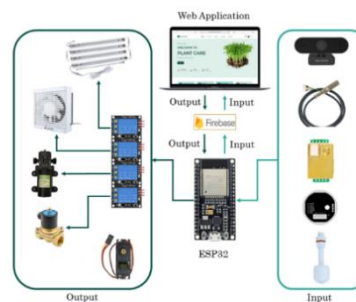 Web Application
PLANT CARE
Output
Input
Firebase
Output
Input
ESP32
Output
Input